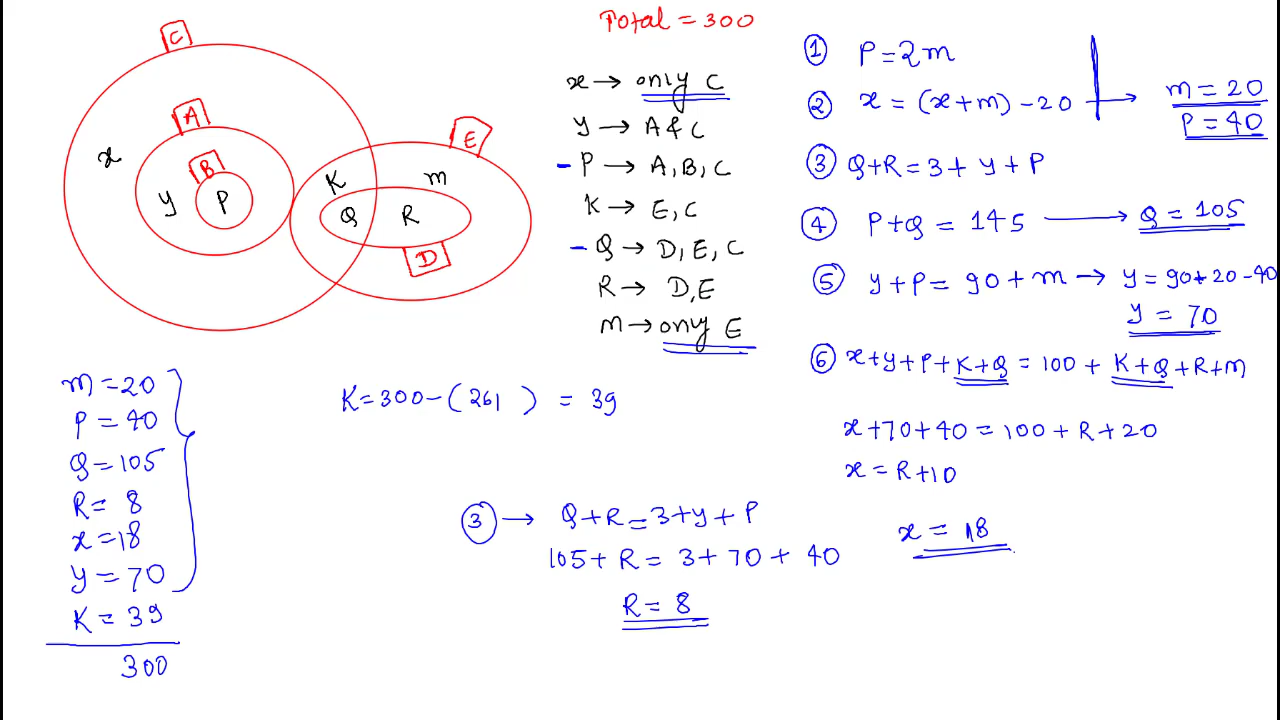 Total = 300
C
A
B
E
D
x
y
P
K
m
Q
R
x → only C
y → A & C
- P → A, B, C
K → E, C
- Q → D, E, C
R → D, E
m → only E
① P = 2m
② x = (x+m) - 20 → m = 20
P = 40
③ Q+R = 3 + y + P
④ P+Q = 145 → Q = 105
⑤ y+P = 90 + m → y = 90+20-40
y = 70
⑥ x+y+P+K+Q = 100 + K+Q+R+m
x+70+40 = 100 + R + 20
x = R+10
x = 18
m = 20
P = 40
Q = 105
R = 8
x = 18
y = 70
K = 39
300
K = 300 - (261 ) = 39
③ → Q+R = 3+y+P
105 + R = 3 + 70 + 40
R = 8